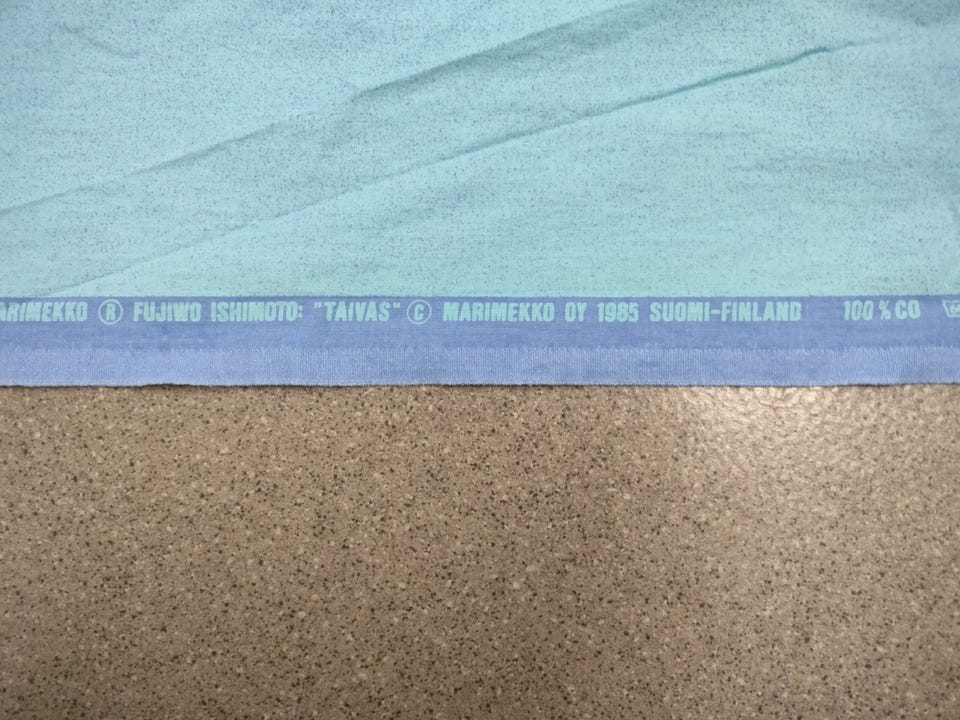 ARIMEKKO ® FUJIWO ISHIMOTO: "TAIVAS" © MARIMEKKO OY 1985 SUOMI-FINLAND 100 % CO